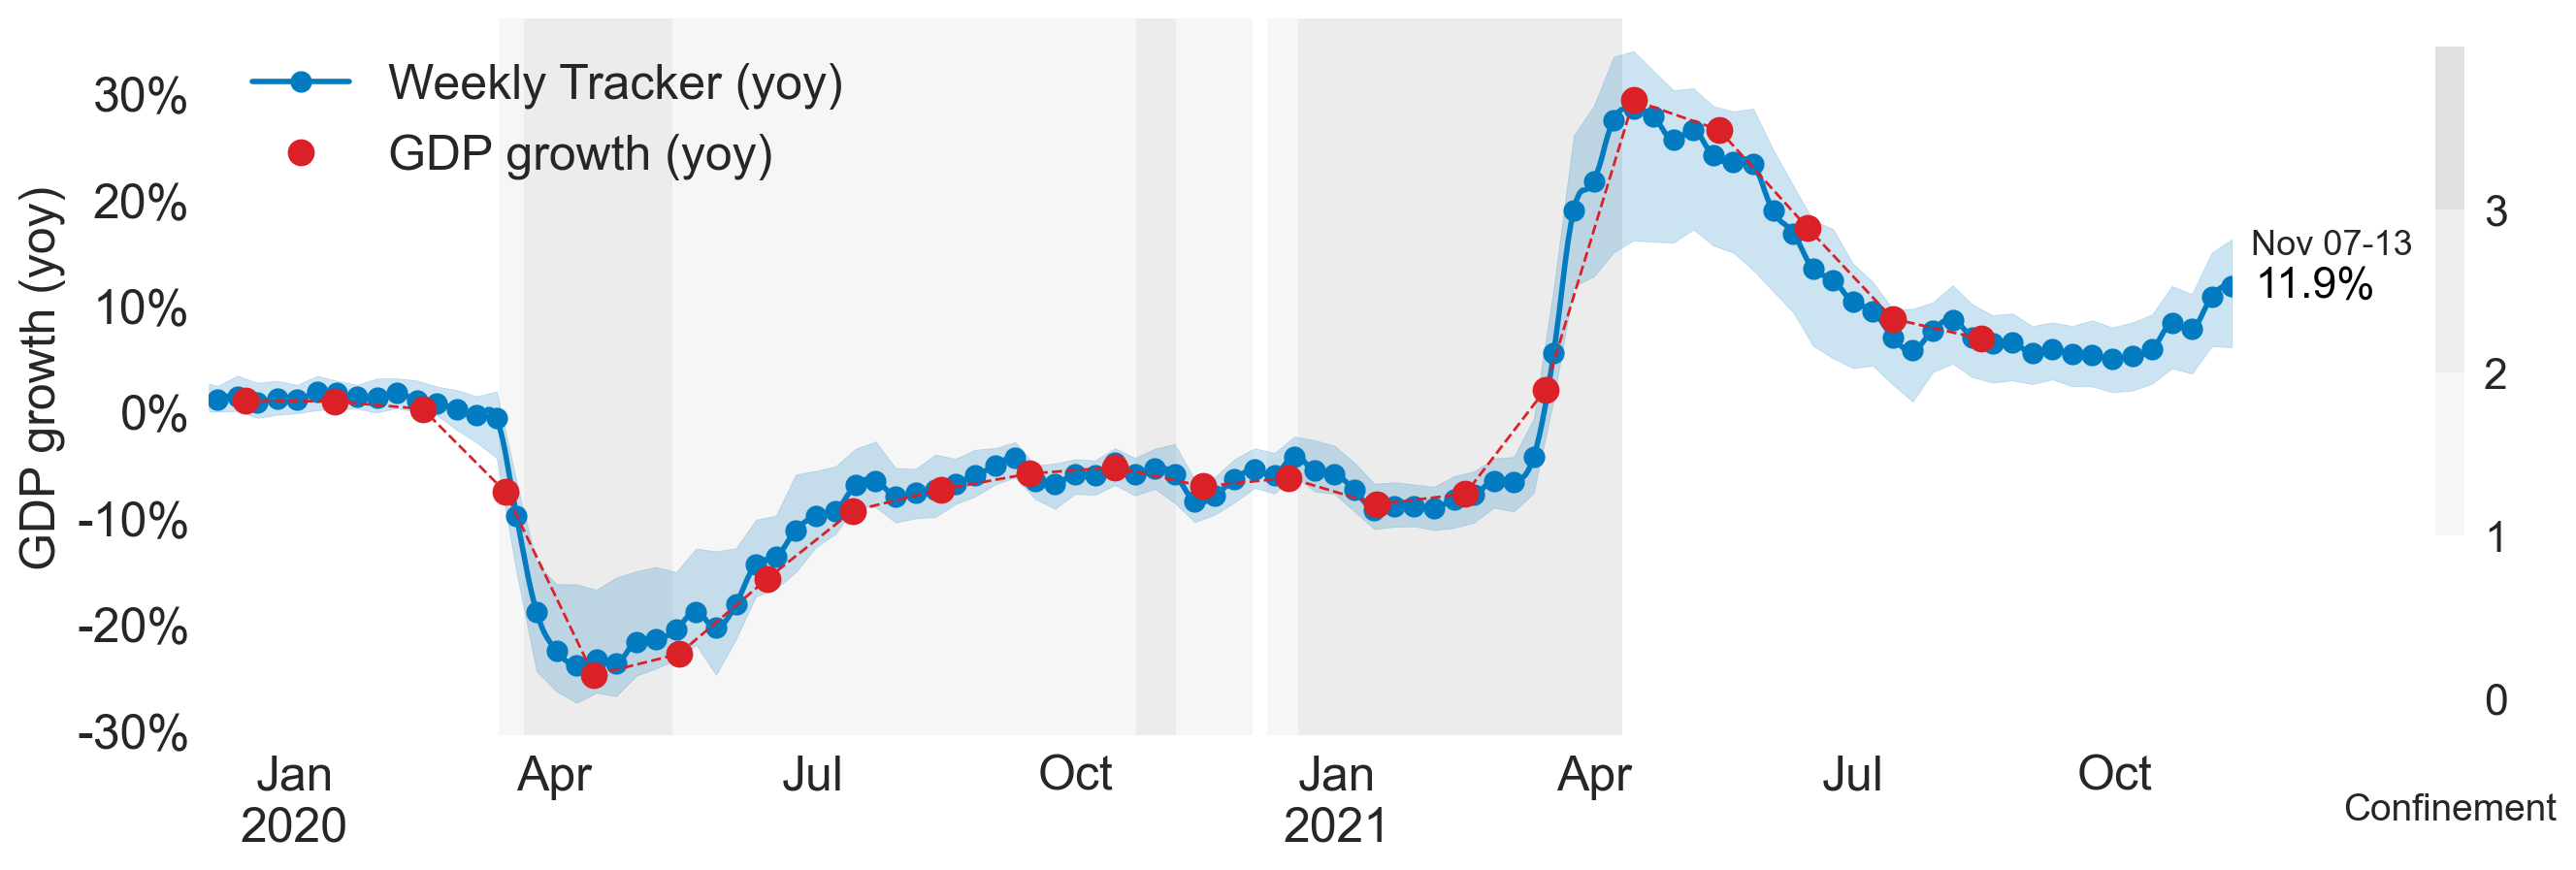 Weekly Tracker (yoy)
GDP growth (yoy)
GDP growth (yoy)
30%
20%
10%
0%
-10%
-20%
-30%
Jan
2020
Apr
Jul
Oct
Jan
2021
Apr
Jul
Oct
Nov 07-13
11.9%
3
2
1
0
Confinement